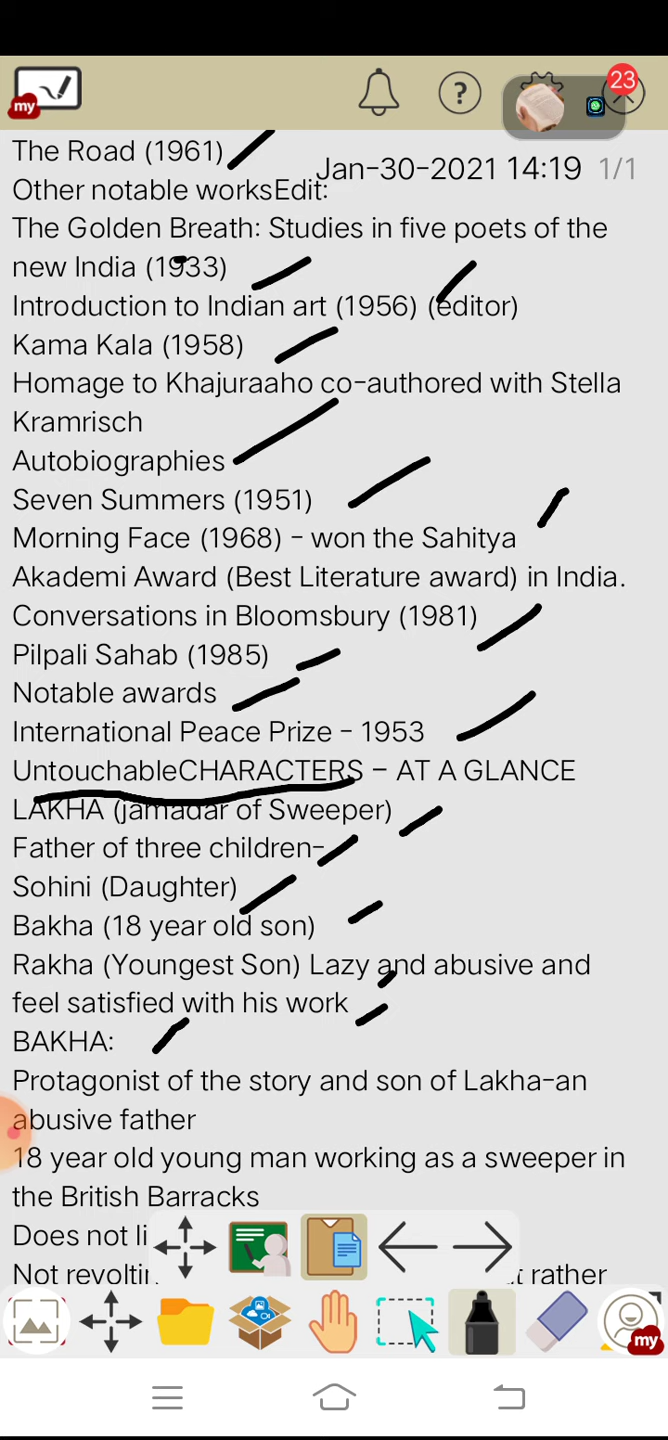 my
23
The Road (1961)
Jan-30-2021 14:19 1/1
Other notable worksEdit:
The Golden Breath: Studies in five poets of the
new India (1933)
Introduction to Indian art (1956) (editor)
Kama Kala (1958)
Homage to Khajuraaho co-authored with Stella
Kramrisch
Autobiographies
Seven Summers (1951)
Morning Face (1968) - won the Sahitya
Akademi Award (Best Literature award) in India.
Conversations in Bloomsbury (1981)
Pilpali Sahab (1985)
Notable awards
International Peace Prize - 1953
UntouchableCHARACTERS – AT A GLANCE
LAKHA (jamadar of Sweeper)
Father of three children-
Sohini (Daughter)
Bakha (18 year old son)
Rakha (Youngest Son) Lazy and abusive and
feel satisfied with his work
BAKHA:
Protagonist of the story and son of Lakha-an
abusive father
18 year old young man working as a sweeper in
the British Barracks
Does not
rather
my